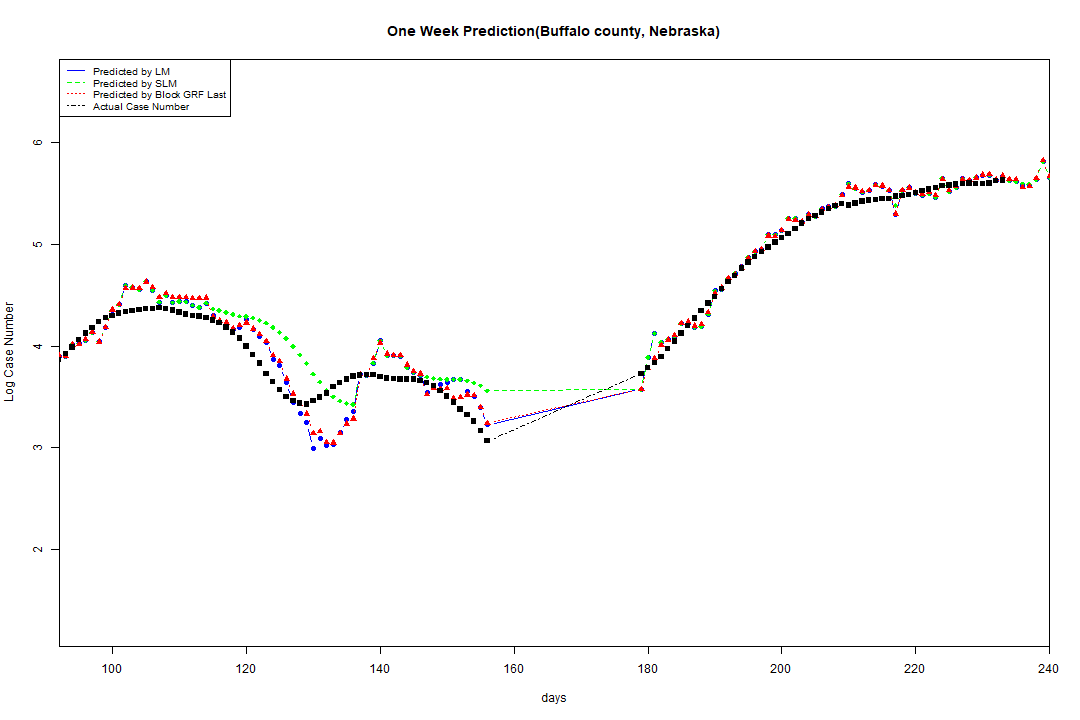 One Week Prediction(Buffalo county, Nebraska)
Predicted by LM
Predicted by SLM
Predicted by Block GRF Last
Actual Case Number
Log Case Number
6
5
4
3
2
100 120 140 160 180 200 220 240
days